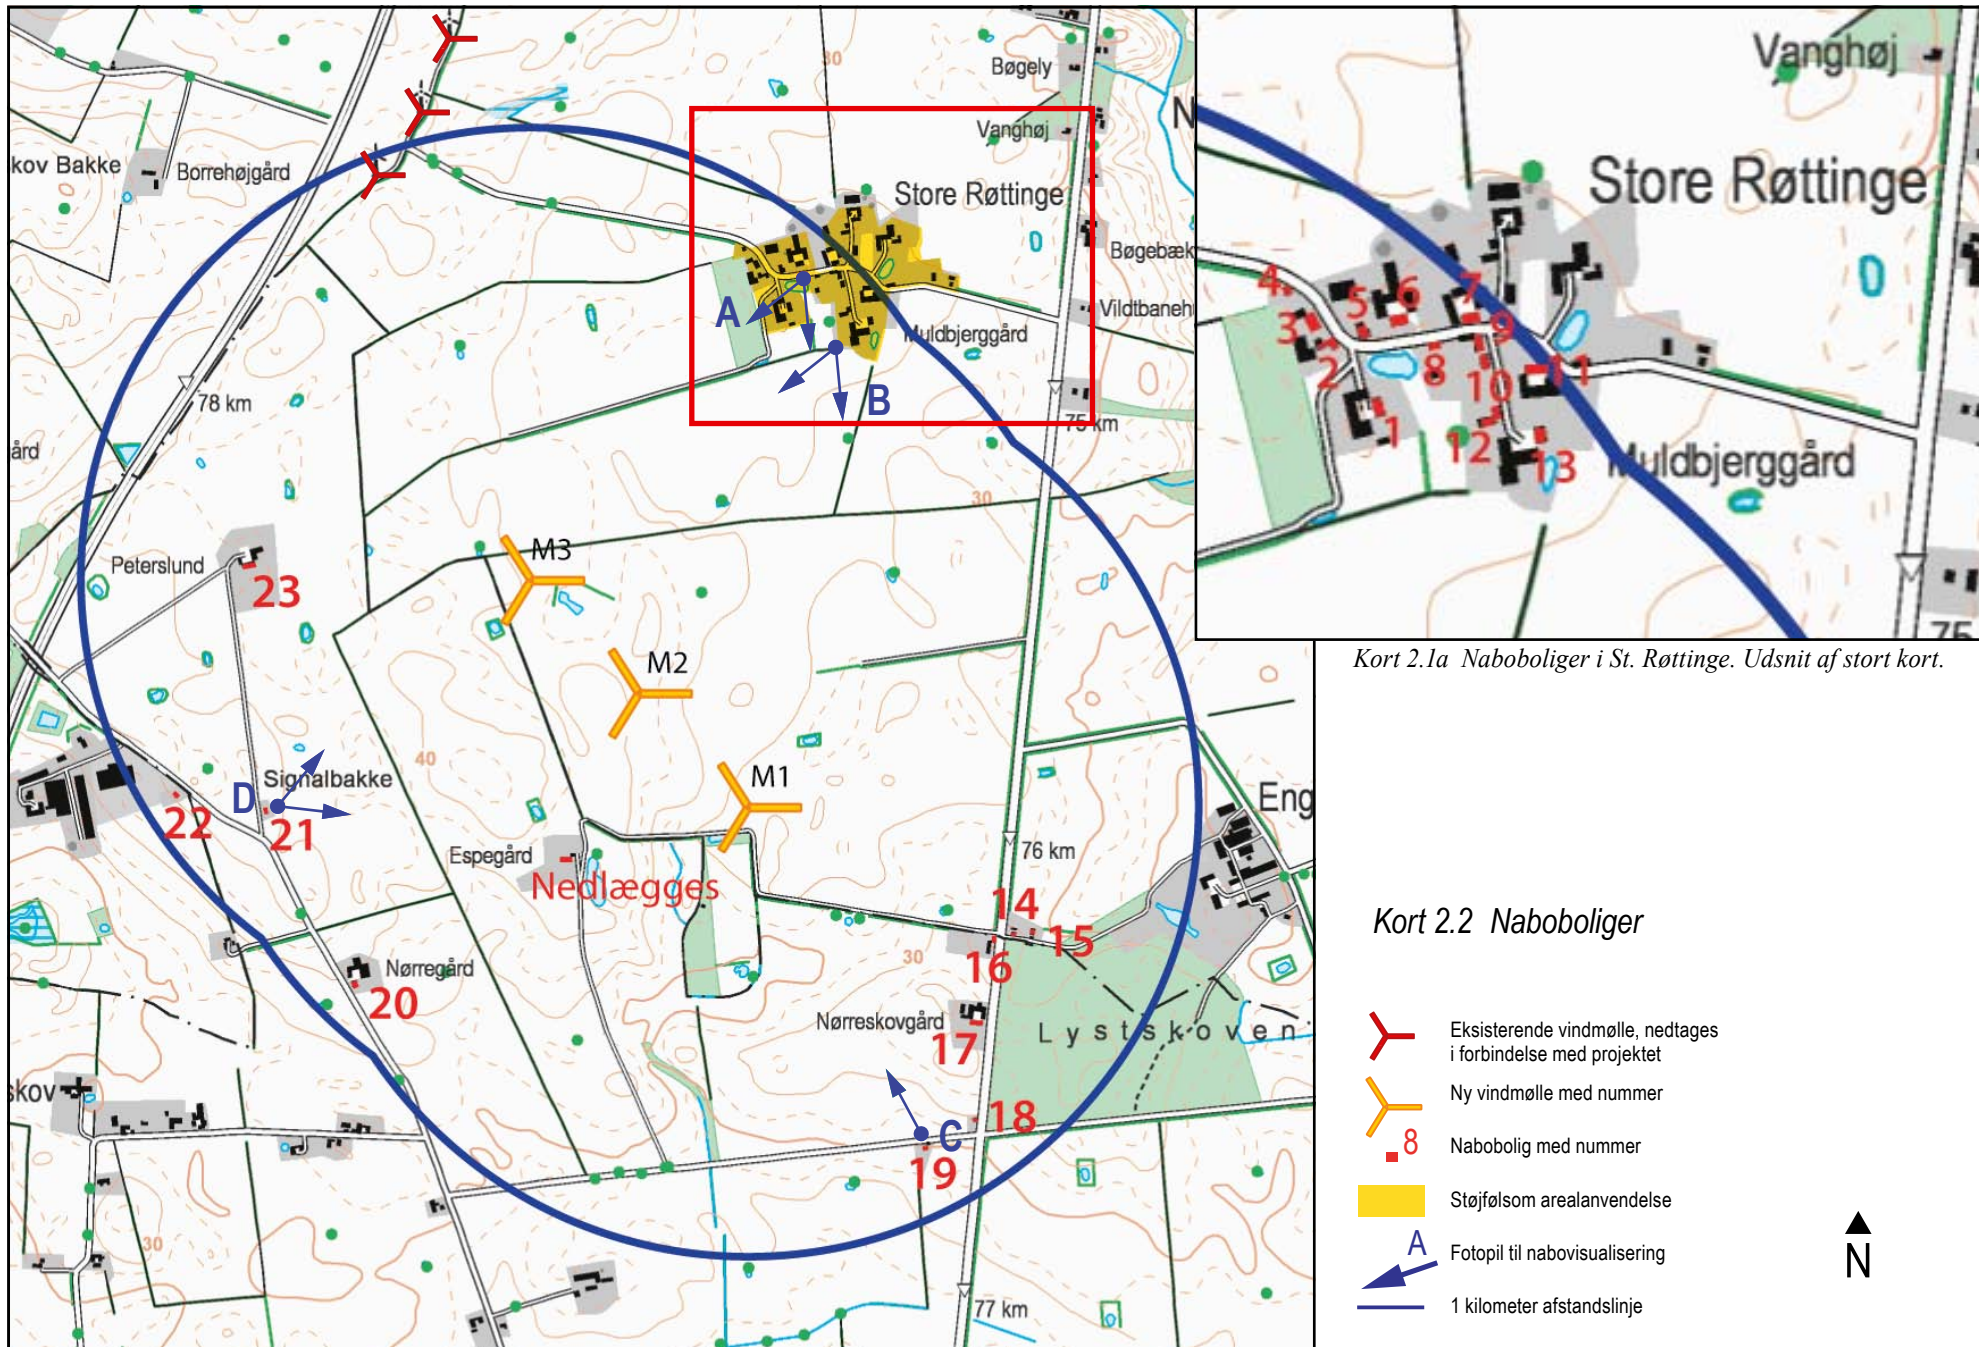 Bøgely
30
Vanghøj
N
kov Bakke
Borrehøjgård
Store Røttinge
Bøgebæk
Vildtbaneh
Muldbjerggård
A
B
78 km
75 km
ård
30
Peterslund
23
M3
M2
M1
40
Signalbakke
D
22
21
Eng
76 km
Espegård
Nedlægges
14
15
16
30
Nørregård
20
Nørreskovgård
17
Lystskoven
skov
18
C
19
30
77 km
Vanghøj
Store Røttinge
4
3
2
5
6
7
9
8
10
11
1
12
13
Muldbjerggård
75
Kort 2.1a Naboboliger i St. Røttinge. Udsnit af stort kort.
Kort 2.2 Naboboliger
Eksisterende vindmølle, nedtages
i forbindelse med projektet
Ny vindmølle med nummer
8
Nabobolig med nummer
Støjfølsom arealanvendelse
A
Fotopil til nabovisualisering
1 kilometer afstandslinje
N